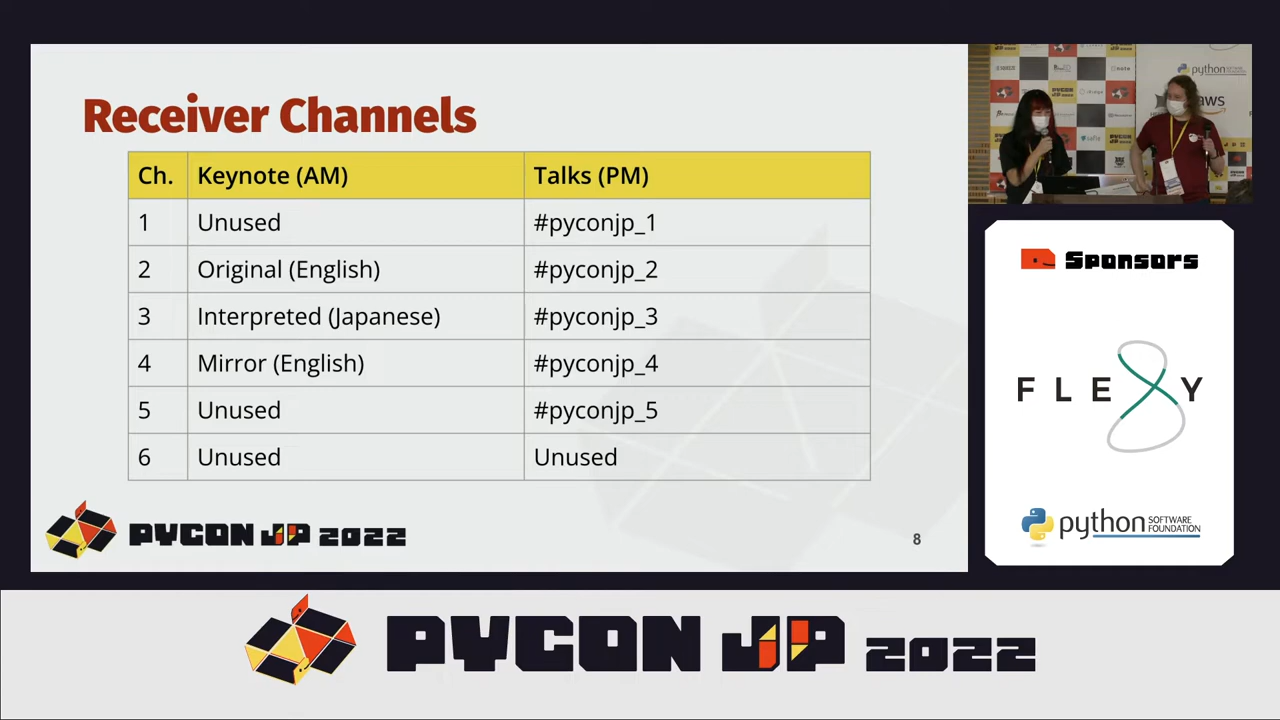 Receiver Channels
Ch. Keynote (AM) Talks (PM)
1 Unused #pyconjp_1
2 Original (English) #pyconjp_2
3 Interpreted (Japanese) #pyconjp_3
4 Mirror (English) #pyconjp_4
5 Unused #pyconjp_5
6 Unused Unused
PYCON JP 2022
8
python
aws
Sponsors
FLEXY
python SOFTWARE FOUNDATION
PYCON JP 2022